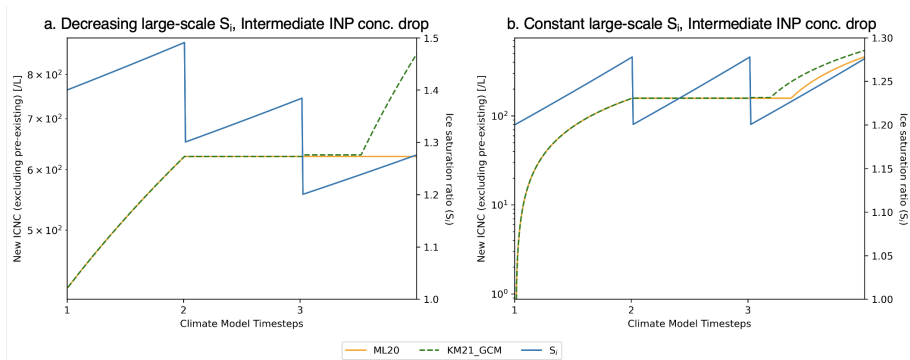 a. Decreasing large-scale Si, Intermediate INP conc. drop
New ICNC (excluding pre-existing) [/L]
8 × 10²
7 × 10²
6 × 10²
5 × 10²
1.5
1.4
1.3
1.2
1.1
1.0
Ice saturation ratio (Si)
1
2
3
Climate Model Timesteps
b. Constant large-scale Si, Intermediate INP conc. drop
New ICNC (excluding pre-existing) [/L]
10²
10¹
10⁰
1.30
1.25
1.20
1.15
1.10
1.05
1.00
Ice saturation ratio (Si)
1
2
3
Climate Model Timesteps
ML20
KM21_GCM
Si